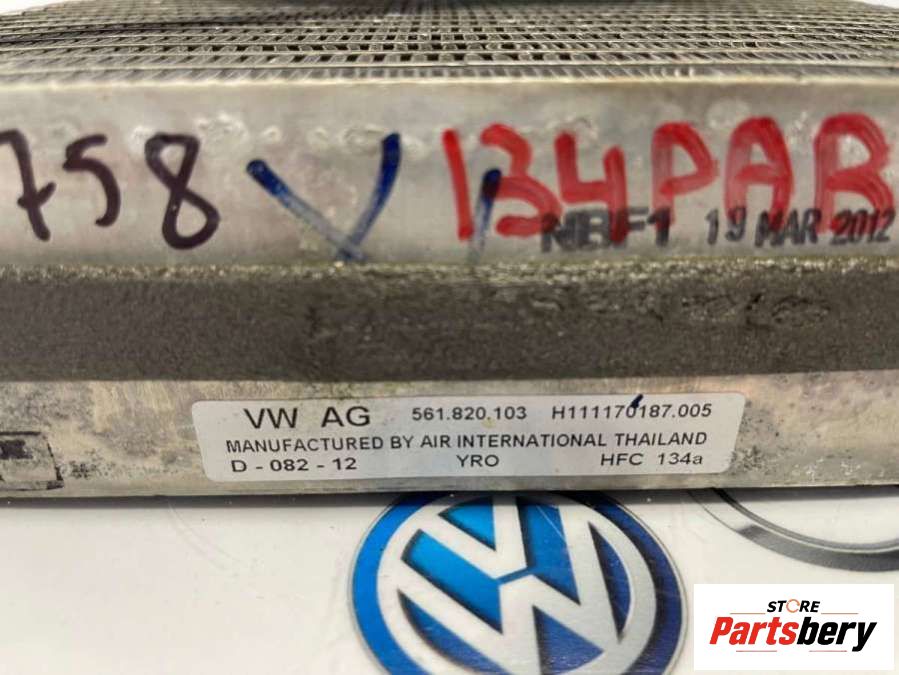 758 V 134PAB
NBF1 19 MAR 2012
VW AG 561.820.103 H111170187.005
MANUFACTURED BY AIR INTERNATIONAL THAILAND
D - 082 - 12 YRO HFC 134a
STORE
Partsbery